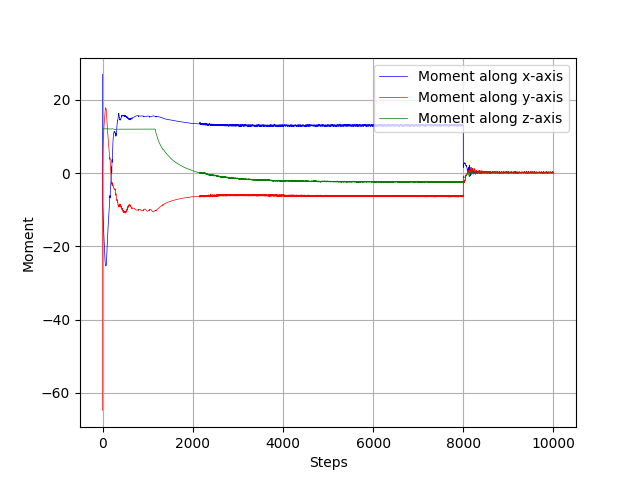 Moment along x-axis
Moment along y-axis
Moment along z-axis
20
0
−20
−40
−60
Moment
0 2000 4000 6000 8000 10000
Steps